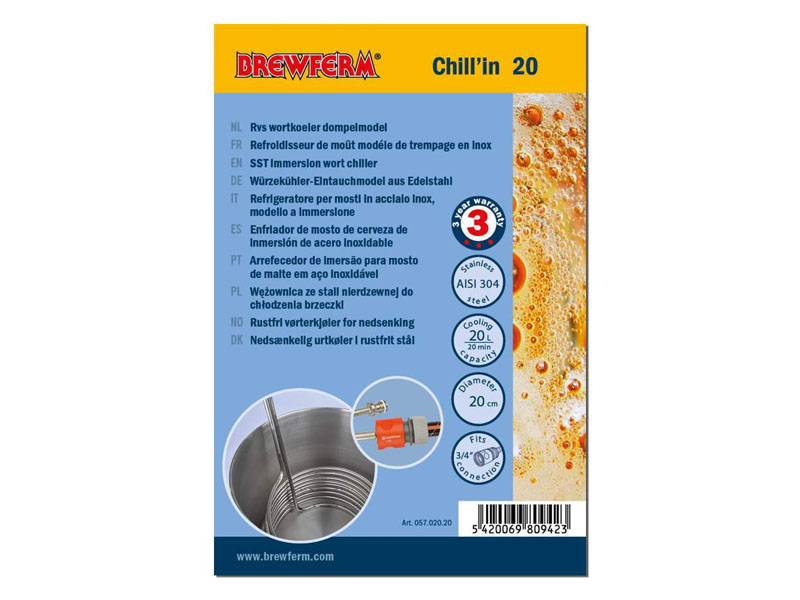 BREWFERM®
Chill'in 20
NL Rvs wortkoeler dompelmodel
FR Refroidisseur de moût modéle de trempage en inox
EN SST immersion wort chiller
DE Würzekühler-Eintauchmodel aus Edelstahl
IT Refrigeratore per mosti in acciaio inox,
modello a immersione
ES Enfriador de mosto de cerveza de
inmersión de acero inoxidable
PT Arrefecedor de imersão para mosto
de malte em aço inoxidável
PL Wężownica ze stali nierdzewnej do
chłodzenia brzeczki
NO Rustfri vørterkjøler for nedsenking
DK Nedsænkelig urtkøler i rustfrit stål
3 year warranty
3
Stainless
AISI 304
steel
Cooling
20 L
20 min
capacity
Diameter
20 cm
Fits
3/4"
connection
Art. 057.020.20
5 420069 809423
www.brewferm.com